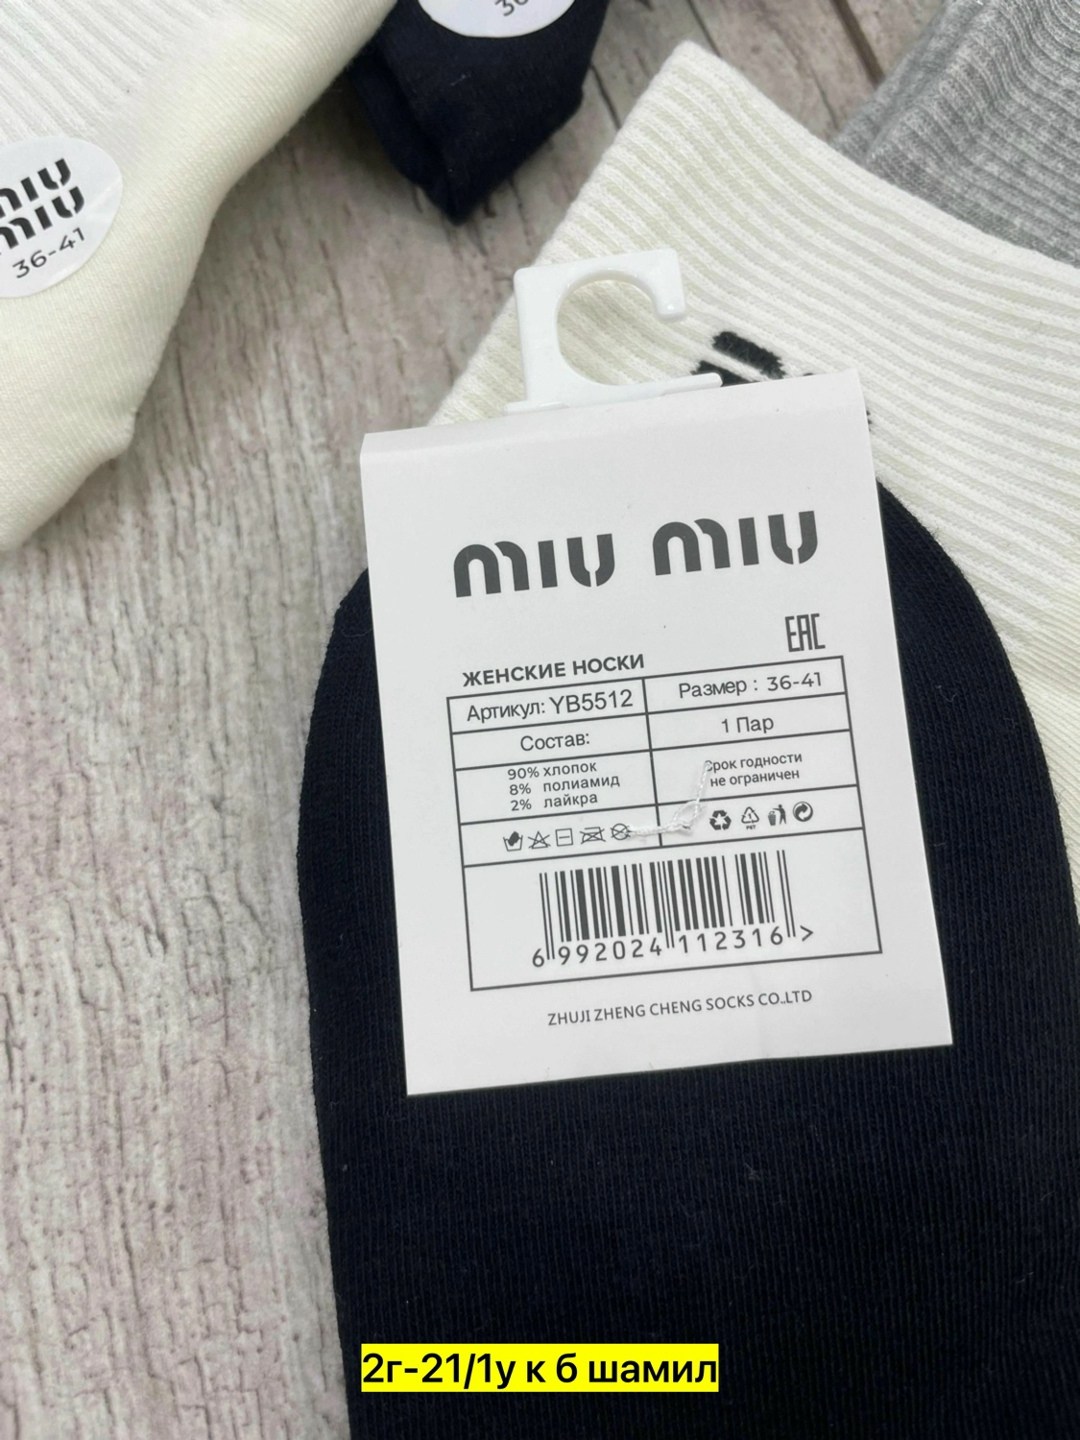 36
MIU
MIU
36-41
MIU MIU
EAC
ЖЕНСКИЕ НОСКИ
Артикул: YB5512
Размер : 36-41
Состав:
1 Пар
90% хлопок
8% полиамид
2% лайкра
Срок годности
не ограничен
6 992024 112316 >
ZHUJI ZHENG CHENG SOCKS CO.LTD
2г-21/1у к б шамил